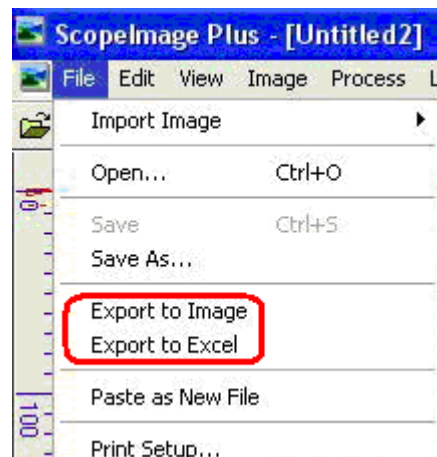 ScopeImage Plus - [Untitled2]
File Edit View Image Process
Import Image
Open... Ctrl+O
Save Ctrl+S
Save As...
Export to Image
Export to Excel
Paste as New File
Print Setup...
0
100